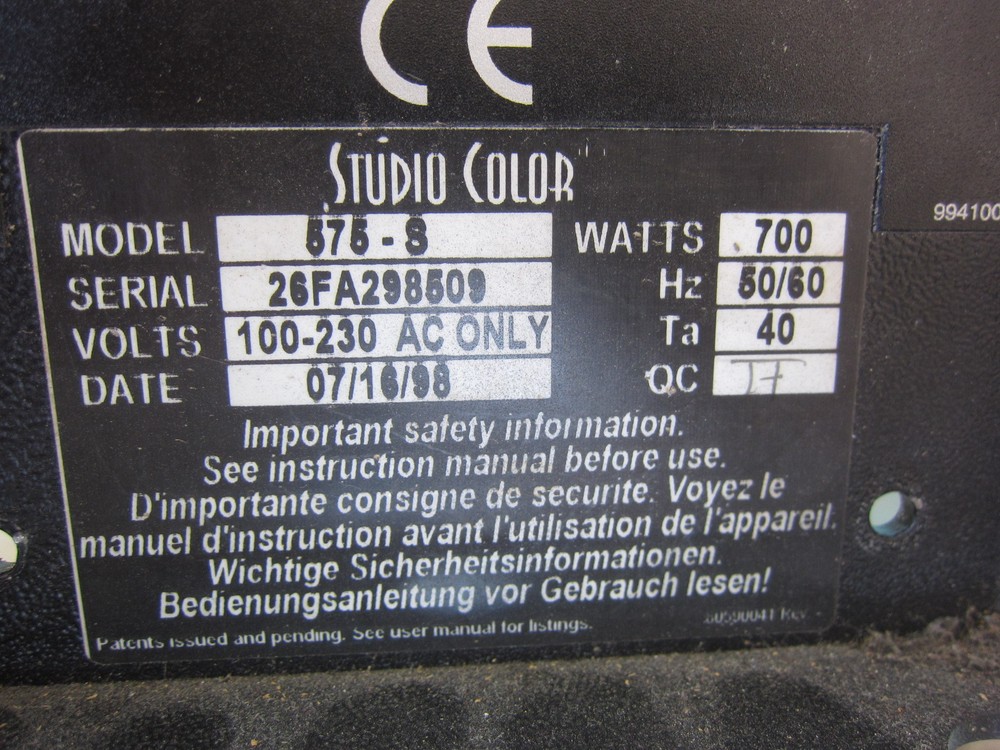 CE
STUDIO COLOR
994100
MODEL 575 - S WATTS 700
SERIAL 26FA298509 Hz 50/60
VOLTS 100-230 AC ONLY Ta 40
DATE 07/16/98 QC
Important safety information.
See instruction manual before use.
D'importante consigne de securite. Voyez le
manuel d'instruction avant l'utilisation de l'appareil.
Wichtige Sicherheitsinformationen.
Bedienungsanleitung vor Gebrauch lesen!
Patents issued and pending. See user manual for listings.